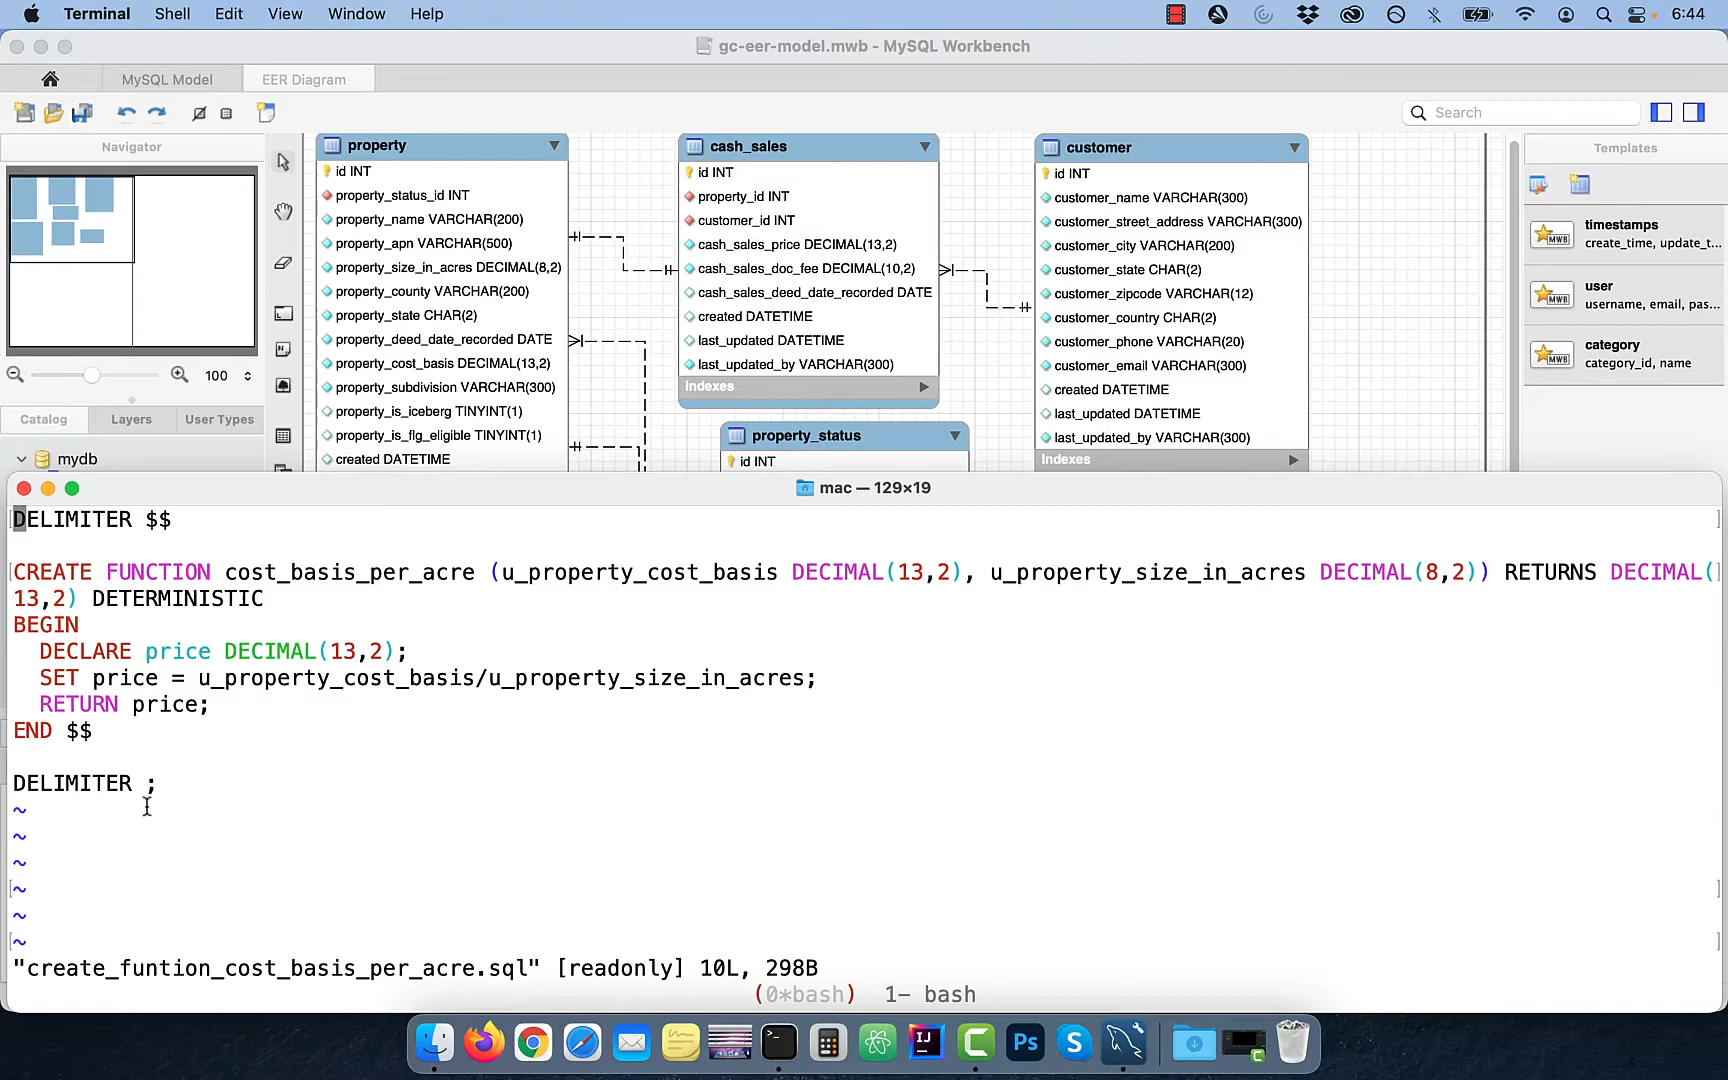 Terminal Shell Edit View Window Help 6:44
gc-eer-model.mwb - MySQL Workbench
MySQL Model EER Diagram
Search
Navigator
100
Catalog Layers User Types
mydb
property
id INT
property_status_id INT
property_name VARCHAR(200)
property_apn VARCHAR(500)
property_size_in_acres DECIMAL(8,2)
property_county VARCHAR(200)
property_state CHAR(2)
property_deed_date_recorded DATE
property_cost_basis DECIMAL(13,2)
property_subdivision VARCHAR(300)
property_is_iceberg TINYINT(1)
property_is_flg_eligible TINYINT(1)
created DATETIME
cash_sales
id INT
property_id INT
customer_id INT
cash_sales_price DECIMAL(13,2)
cash_sales_doc_fee DECIMAL(10,2)
cash_sales_deed_date_recorded DATE
created DATETIME
last_updated DATETIME
last_updated_by VARCHAR(300)
Indexes
property_status
id INT
customer
id INT
customer_name VARCHAR(300)
customer_street_address VARCHAR(300)
customer_city VARCHAR(200)
customer_state CHAR(2)
customer_zipcode VARCHAR(12)
customer_country CHAR(2)
customer_phone VARCHAR(20)
customer_email VARCHAR(300)
created DATETIME
last_updated DATETIME
last_updated_by VARCHAR(300)
Indexes
Templates
timestamps
create_time, update_t...
user
username, email, pas...
category
category_id, name
mac — 129×19
DELIMITER $$
CREATE FUNCTION cost_basis_per_acre (u_property_cost_basis DECIMAL(13,2), u_property_size_in_acres DECIMAL(8,2)) RETURNS DECIMAL(
13,2) DETERMINISTIC
BEGIN
DECLARE price DECIMAL(13,2);
SET price = u_property_cost_basis/u_property_size_in_acres;
RETURN price;
END $$
DELIMITER ;
~
~
~
~
~
~
"create_funtion_cost_basis_per_acre.sql" [readonly] 10L, 298B
(0*bash) 1- bash
IJ Ps